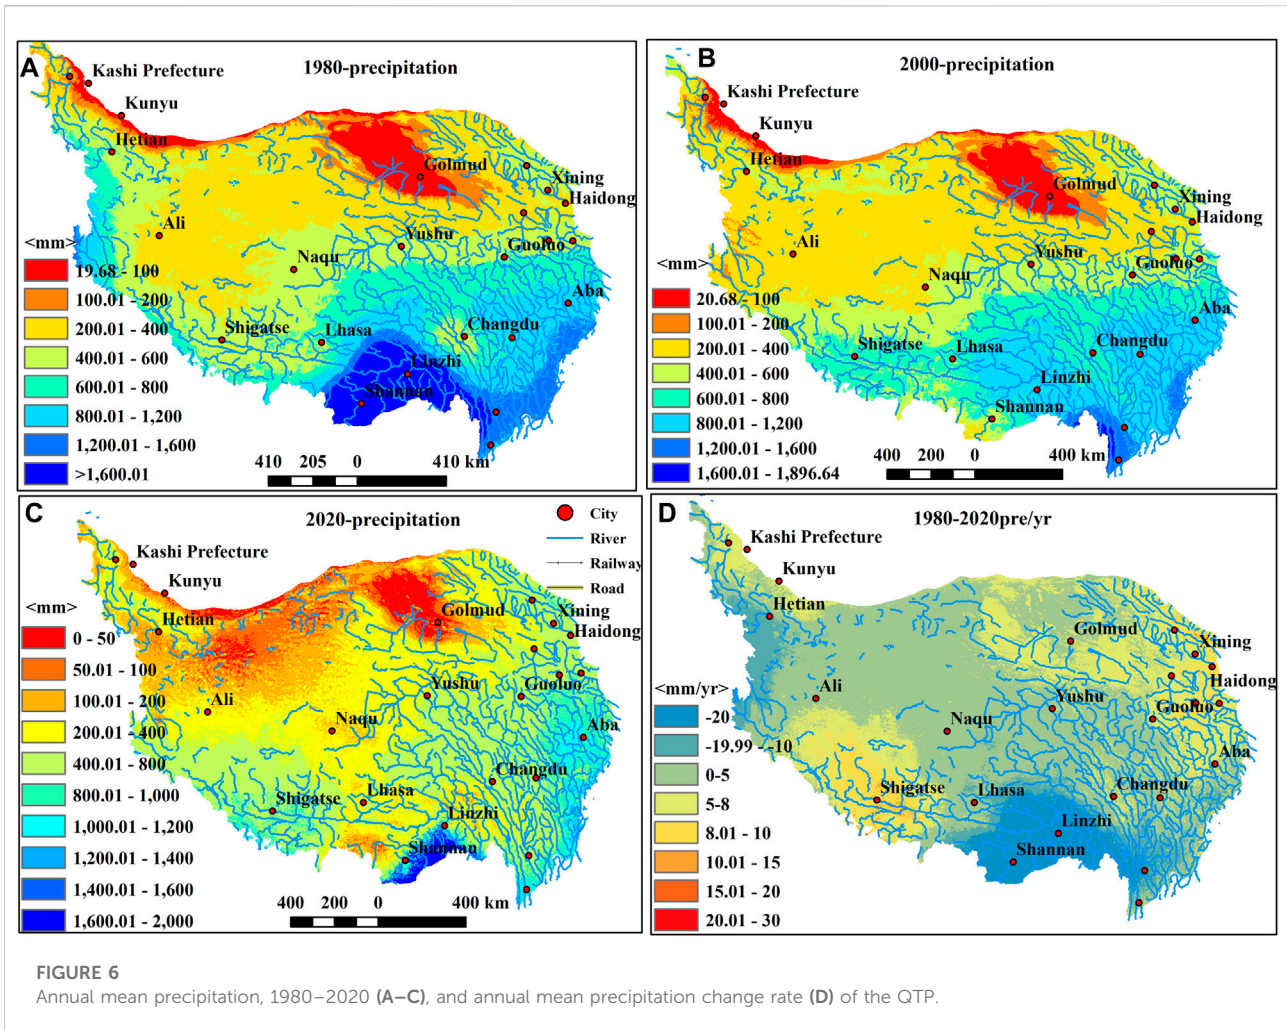 A
1980-precipitation
Kashi Prefecture
Kunyu
Hetian
Golmud
Xining
Haidong
Ali
Yushu
Guoluo
Naqu
Aba
Shigatse
Lhasa
Changdu
Linzhi
Shannan
<mm>
19.68 - 100
100.01 - 200
200.01 - 400
400.01 - 600
600.01 - 800
800.01 - 1,200
1,200.01 - 1,600
>1,600.01
410 205 0 410 km
B
2000-precipitation
Kashi Prefecture
Kunyu
Hetian
Golmud
Xining
Haidong
Ali
Yushu
Guoluo
Naqu
Aba
Shigatse
Lhasa
Changdu
Linzhi
Shannan
<mm>
20.68 - 100
100.01 - 200
200.01 - 400
400.01 - 600
600.01 - 800
800.01 - 1,200
1,200.01 - 1,600
1,600.01 - 1,896.64
400 200 0 400 km
C
2020-precipitation
City
River
Railway
Road
Kashi Prefecture
Kunyu
Hetian
Golmud
Xining
Haidong
Ali
Yushu
Guoluo
Naqu
Aba
Changdu
Shigatse
Lhasa
Linzhi
Shannan
<mm>
0 - 50
50.01 - 100
100.01 - 200
200.01 - 400
400.01 - 800
800.01 - 1,000
1,000.01 - 1,200
1,200.01 - 1,400
1,400.01 - 1,600
1,600.01 - 2,000
400 200 0 400 km
D
1980-2020pre/yr
Kashi Prefecture
Kunyu
Hetian
Golmud
Xining
Haidong
Ali
Yushu
Guoluo
Naqu
Aba
Shigatse
Lhasa
Changdu
Linzhi
Shannan
<mm/yr>
-20
-19.99 - -10
0-5
5-8
8.01 - 10
10.01 - 15
15.01 - 20
20.01 - 30
FIGURE 6
Annual mean precipitation, 1980–2020 (A–C), and annual mean precipitation change rate (D) of the QTP.